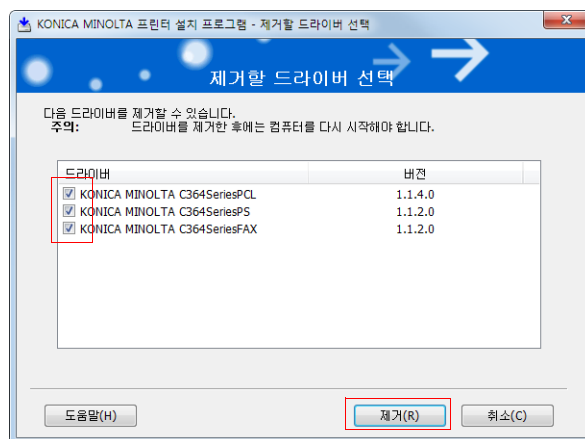 KONICA MINOLTA 프린터 설치 프로그램 - 제거할 드라이버 선택
제거할 드라이버 선택
다음 드라이버를 제거할 수 있습니다.
주의: 드라이버를 제거한 후에는 컴퓨터를 다시 시작해야 합니다.
드라이버 버전
KONICA MINOLTA C364SeriesPCL 1.1.4.0
KONICA MINOLTA C364SeriesPS 1.1.2.0
KONICA MINOLTA C364SeriesFAX 1.1.2.0
도움말(H) 제거(R) 취소(C)